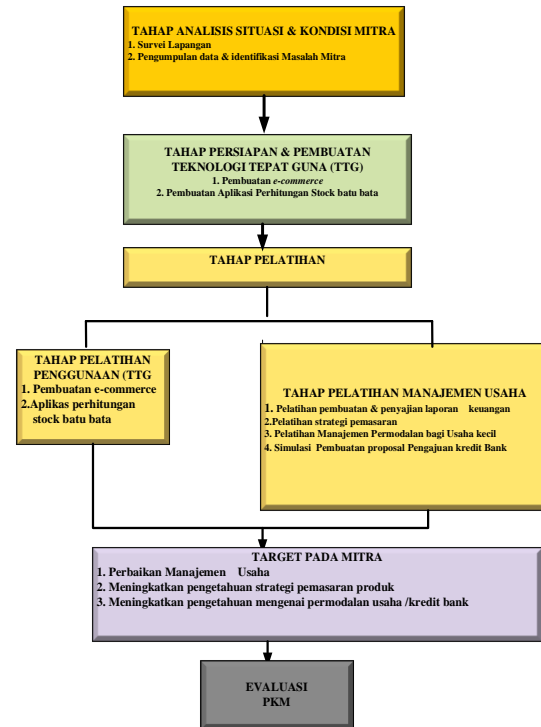 TAHAP ANALISIS SITUASI & KONDISI MITRA
1. Survei Lapangan
2. Pengumpulan data & identifikasi Masalah Mitra
TAHAP PERSIAPAN & PEMBUATAN
TEKNOLOGI TEPAT GUNA (TTG)
1. Pembuatan e-commerce
2. Pembuatan Aplikasi Perhitungan Stock batu bata
TAHAP PELATIHAN
TAHAP PELATIHAN
PENGGUNAAN (TTG
1. Pembuatan e-commerce
2.Aplikas perhitungan
stock batu bata
TAHAP PELATIHAN MANAJEMEN USAHA
1. Pelatihan pembuatan & penyajian laporan keuangan
2.Pelatihan strategi pemasaran
3. Pelatihan Manajemen Permodalan bagi Usaha kecil
4. Simulasi Pembuatan proposal Pengajuan kredit Bank
TARGET PADA MITRA
1. Perbaikan Manajemen Usaha
2. Meningkatkan pengetahuan strategi pemasaran produk
3. Meningkatkan pengetahuan mengenai permodalan usaha /kredit bank
EVALUASI
PKM